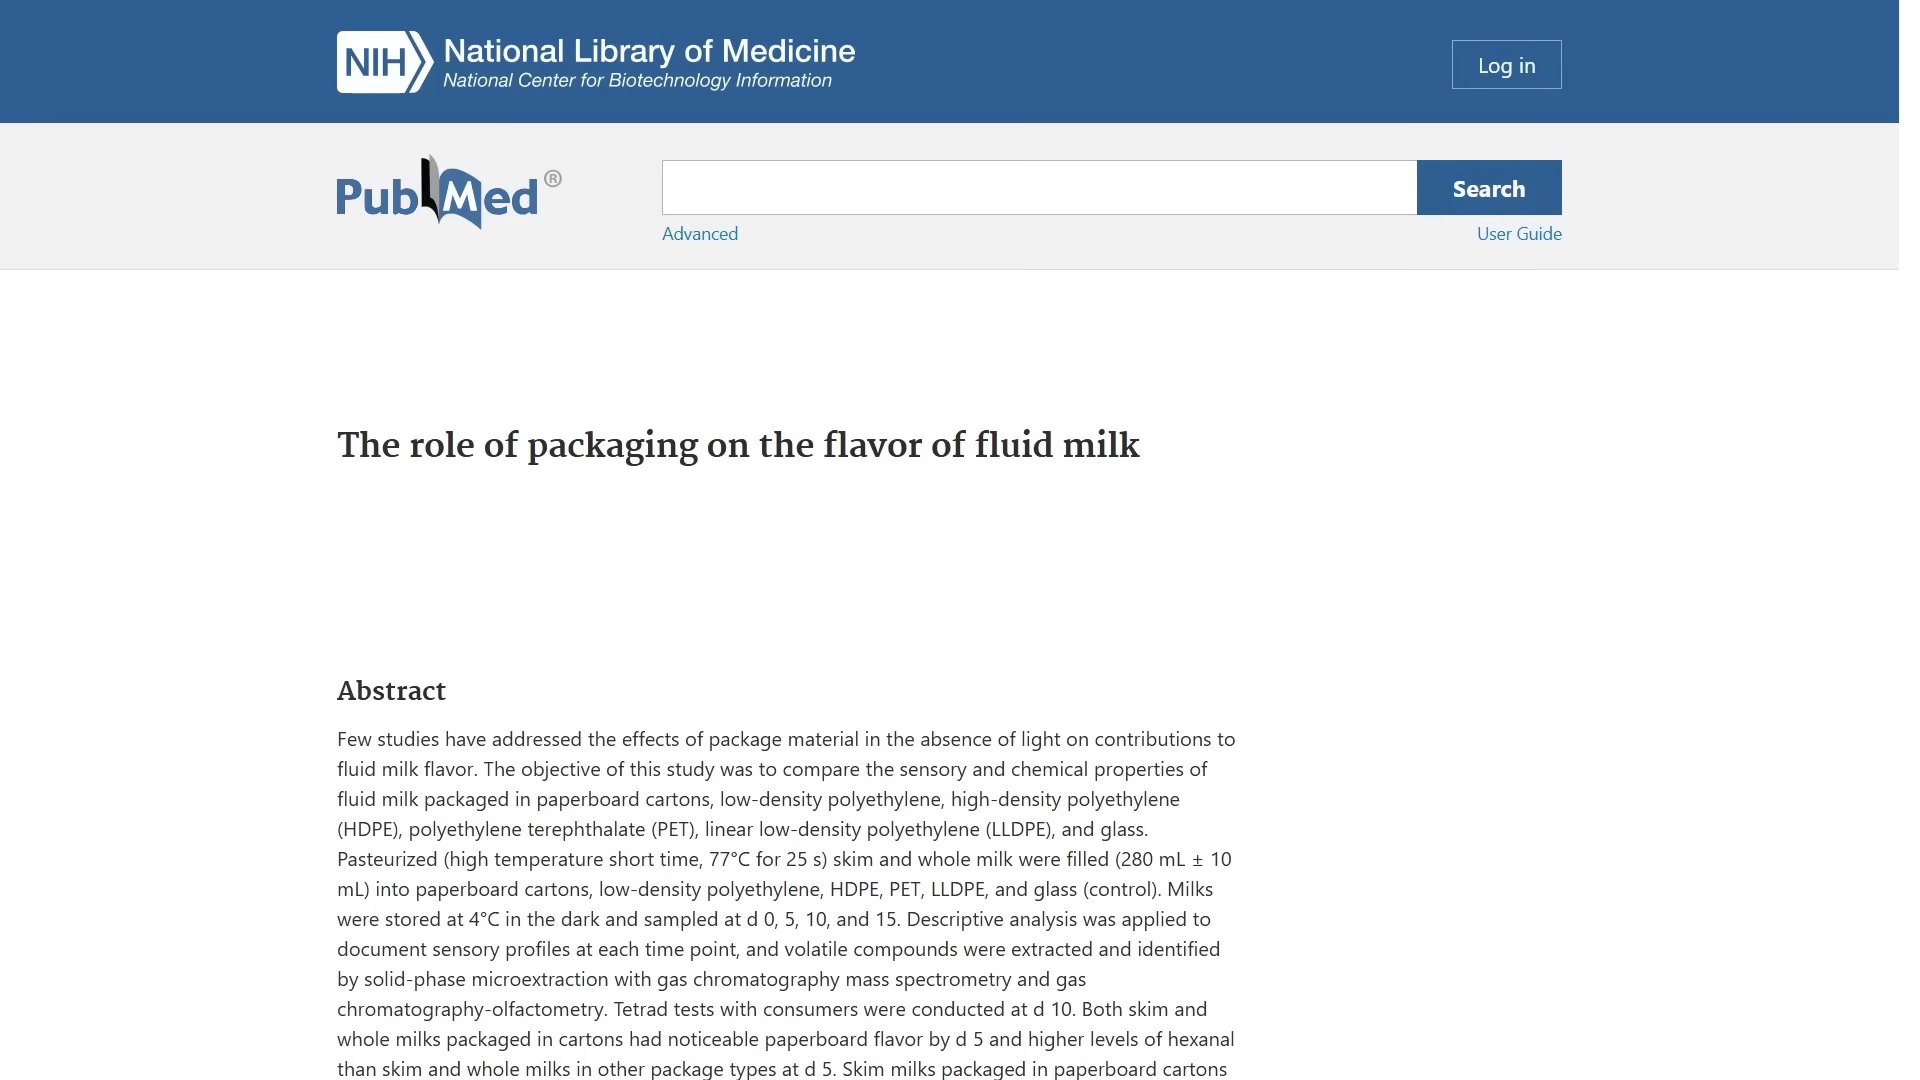 NIH National Library of Medicine
National Center for Biotechnology Information
Log in
PubMed®
Search
Advanced
User Guide
The role of packaging on the flavor of fluid milk
Abstract
Few studies have addressed the effects of package material in the absence of light on contributions to
fluid milk flavor. The objective of this study was to compare the sensory and chemical properties of
fluid milk packaged in paperboard cartons, low-density polyethylene, high-density polyethylene
(HDPE), polyethylene terephthalate (PET), linear low-density polyethylene (LLDPE), and glass.
Pasteurized (high temperature short time, 77°C for 25 s) skim and whole milk were filled (280 mL ± 10
mL) into paperboard cartons, low-density polyethylene, HDPE, PET, LLDPE, and glass (control). Milks
were stored at 4°C in the dark and sampled at d 0, 5, 10, and 15. Descriptive analysis was applied to
document sensory profiles at each time point, and volatile compounds were extracted and identified
by solid-phase microextraction with gas chromatography mass spectrometry and gas
chromatography-olfactometry. Tetrad tests with consumers were conducted at d 10. Both skim and
whole milks packaged in cartons had noticeable paperboard flavor by d 5 and higher levels of hexanal
than skim and whole milks in other package types at d 5. Skim milks packaged in paperboard cartons